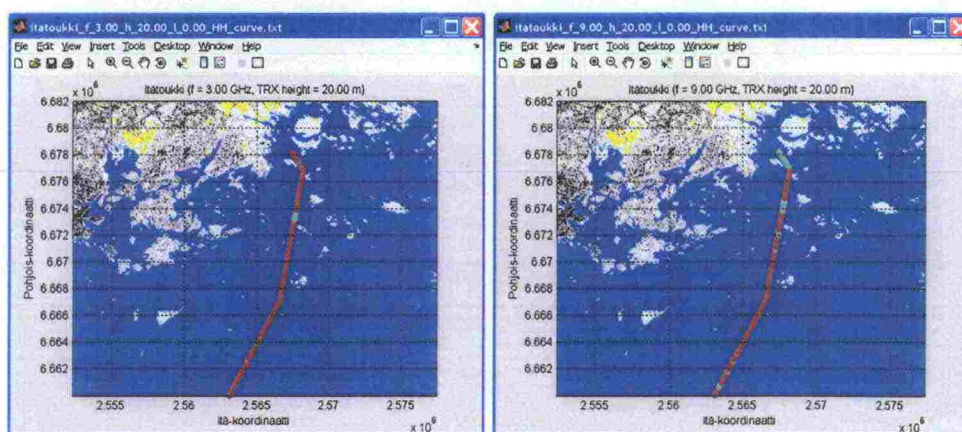 itatoukki_f_3.00_h_20.00_l_0.00_HH_curve.txt
File Edit View Insert Tools Desktop Window Help
x 10^6
Itätoukki (f = 3.00 GHz, TRX height = 20.00 m)
6.682
6.68
6.678
6.676
6.674
6.672
6.67
6.668
6.666
6.664
6.662
Pohjois-koordinaatti
2.555 2.56 2.565 2.57 2.575
Itä-koordinaatti
x 10^6
itatoukki_f_9.00_h_20.00_l_0.00_HH_curve.txt
File Edit View Insert Tools Desktop Window Help
x 10^6
Itätoukki (f = 9.00 GHz, TRX height = 20.00 m)
6.682
6.68
6.678
6.676
6.674
6.672
6.67
6.668
6.666
6.664
6.662
Pohjois-koordinaatti
2.555 2.56 2.565 2.57 2.575
Itä-koordinaatti
x 10^6